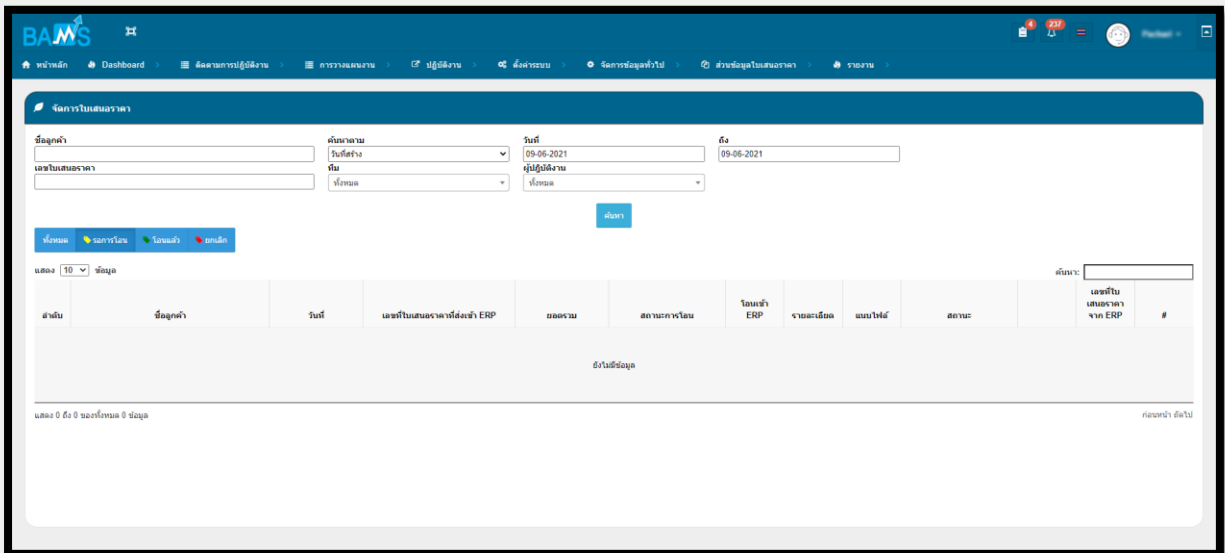 BAMS
4 237
หน้าหลัก Dashboard ติดตามการปฏิบัติงาน การวางแผนงาน ปฏิบัติงาน ตั้งค่าระบบ จัดการข้อมูลทั่วไป ส่วนข้อมูลใบเสนอราคา รายงาน
จัดการใบเสนอราคา
ชื่อลูกค้า ค้นหาตาม วันที่ ถึง
วันที่สร้าง 09-06-2021 09-06-2021
เลขใบเสนอราคา ทีม ผู้ปฏิบัติงาน
ทั้งหมด ทั้งหมด
ค้นหา
ทั้งหมด รอการโอน โอนแล้ว ยกเลิก
แสดง 10 ข้อมูล ค้นหา:
ลำดับ ชื่อลูกค้า วันที่ เลขที่ใบเสนอราคาที่ส่งเข้า ERP ยอดรวม สถานะการโอน โอนเข้า ERP รายละเอียด แนบไฟล์ สถานะ เลขที่ใบเสนอราคาจาก ERP #
ยังไม่มีข้อมูล
แสดง 0 ถึง 0 ของทั้งหมด 0 ข้อมูล ก่อนหน้า ถัดไป